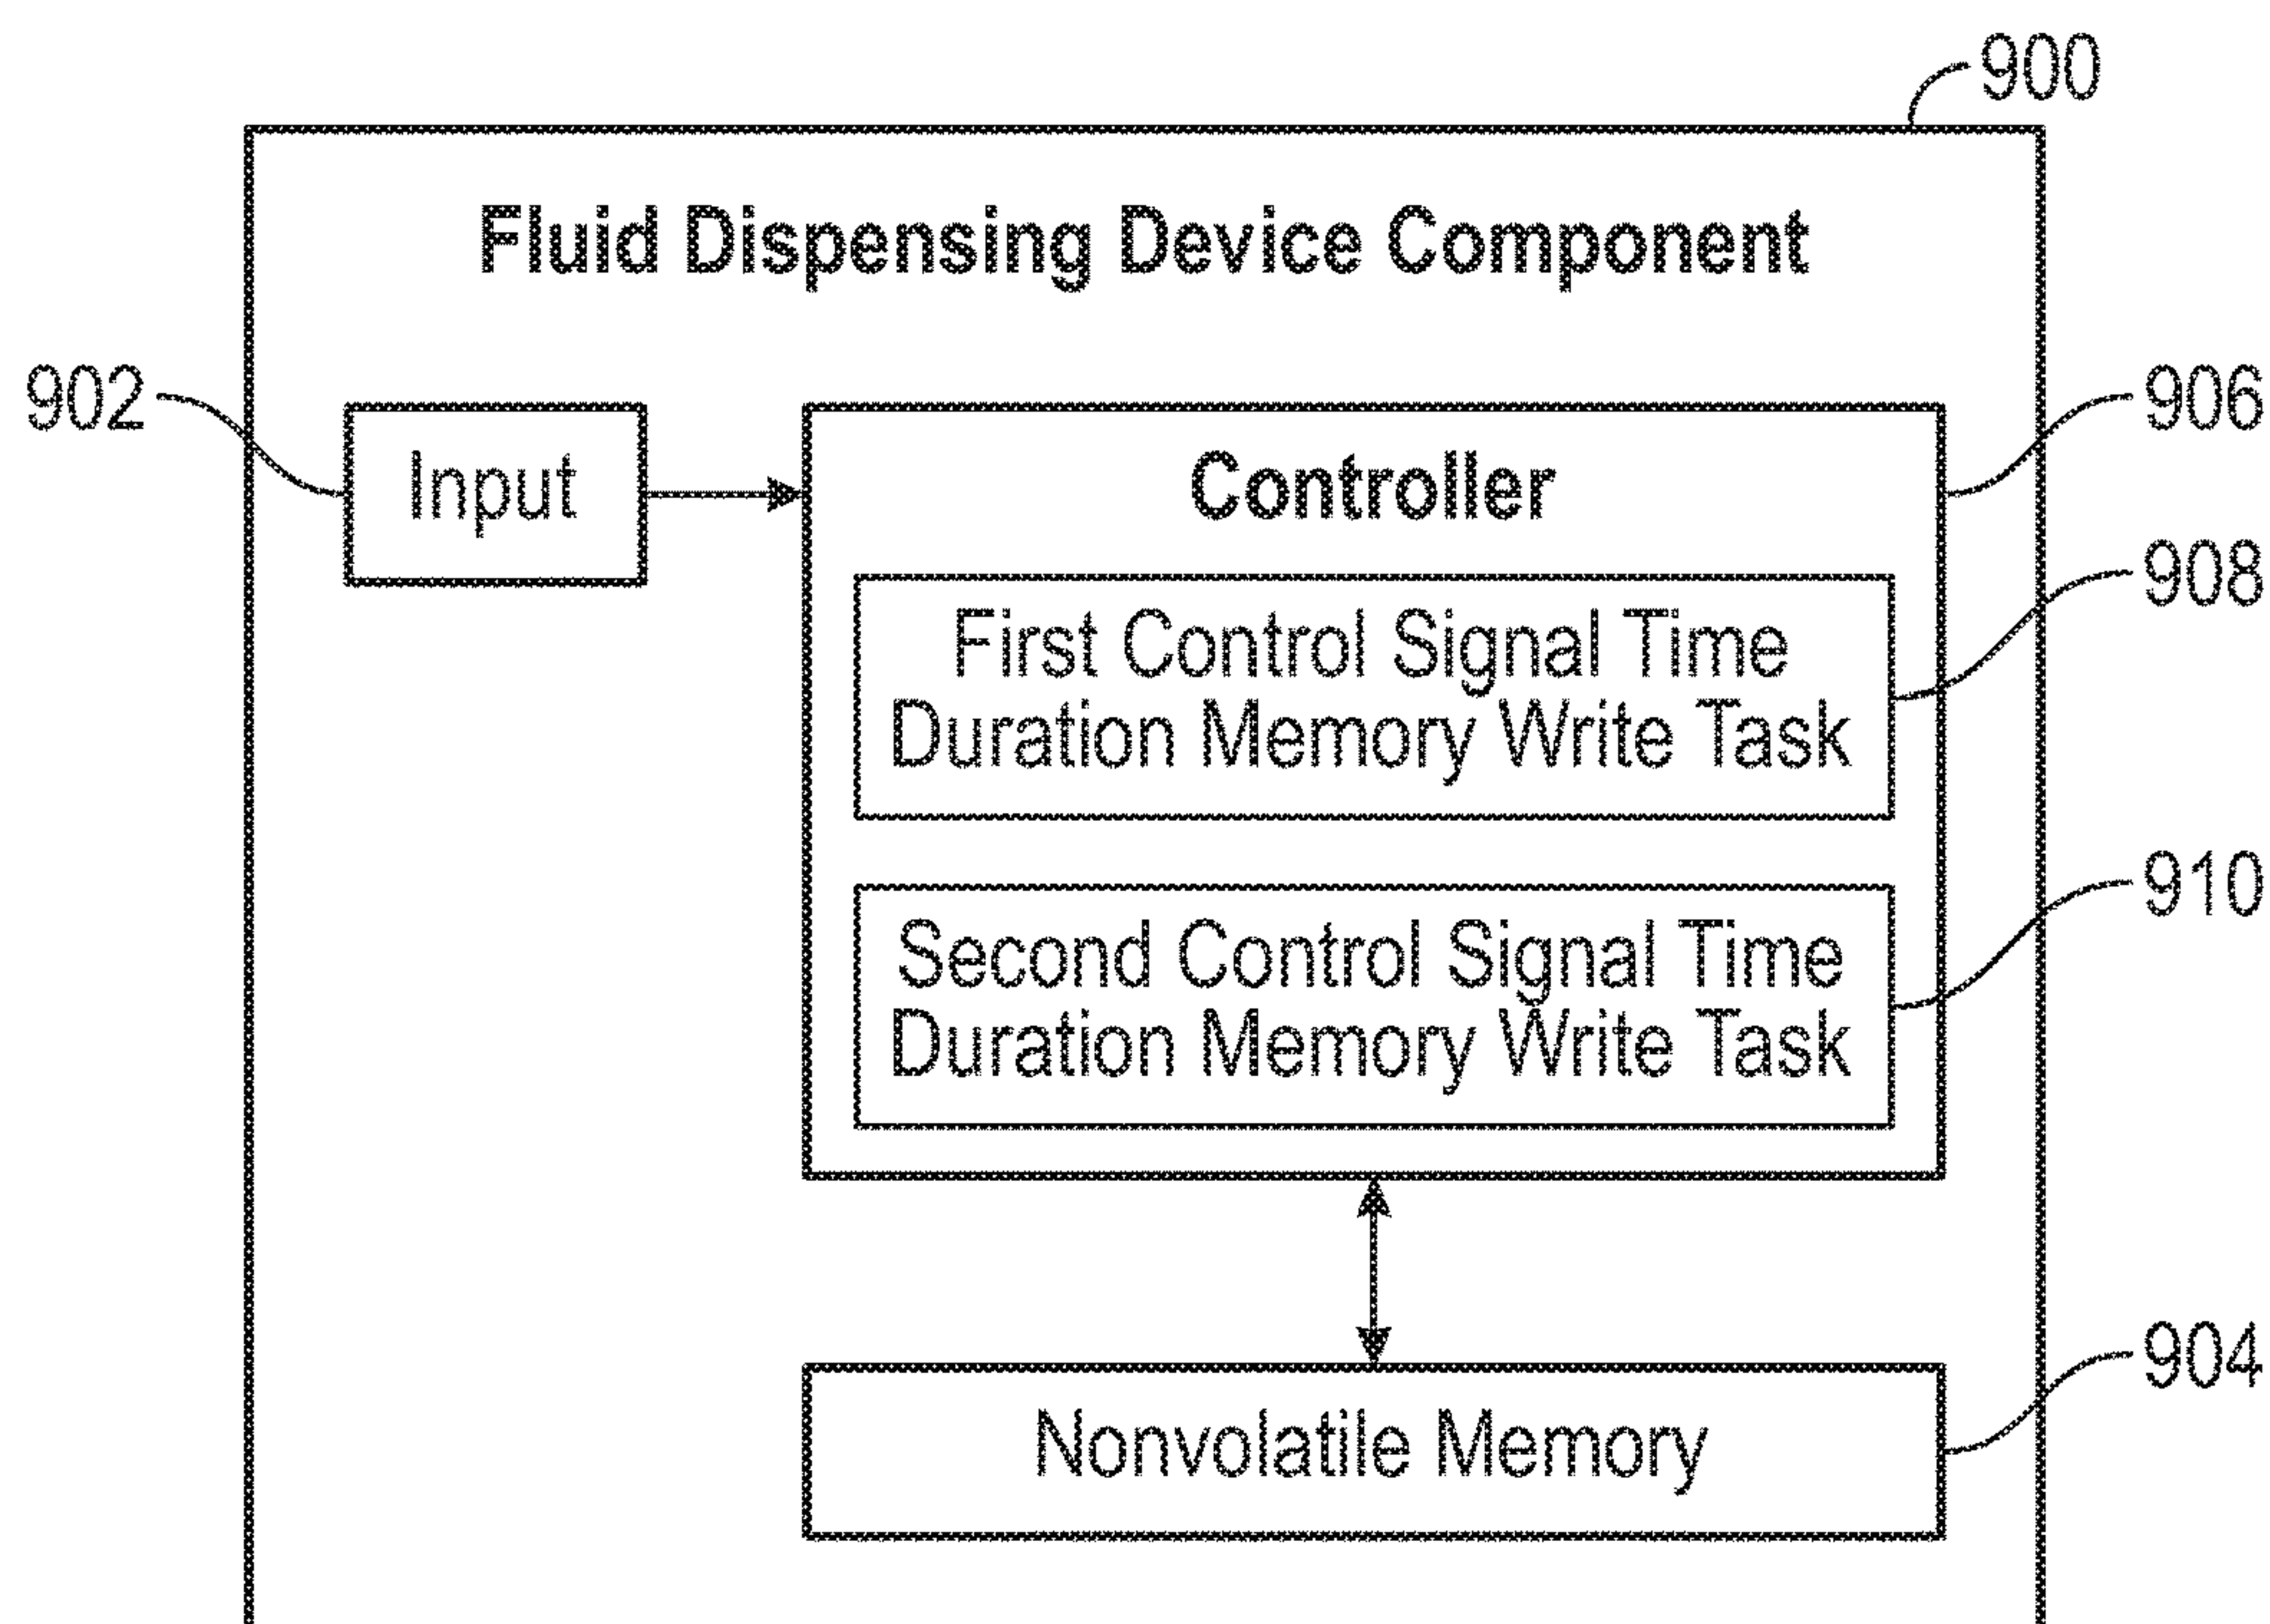 900
Fluid Dispensing Device Component
902
Input
Controller
906
First Control Signal Time
Duration Memory Write Task
908
Second Control Signal Time
Duration Memory Write Task
910
Nonvolatile Memory
904